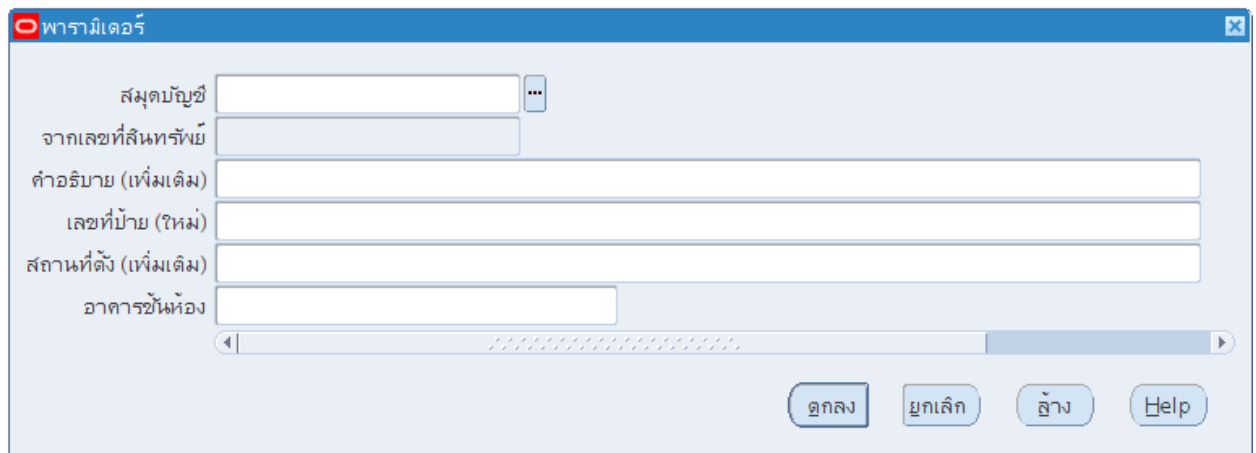 พารามิเตอร์
สมุดบัญชี
จากเลขที่สินทรัพย์
คำอธิบาย (เพิ่มเติม)
เลขที่ป้าย (ใหม่)
สถานที่ตั้ง (เพิ่มเติม)
อาคารชั้นห้อง
ตกลง ยกเลิก ล้าง Help